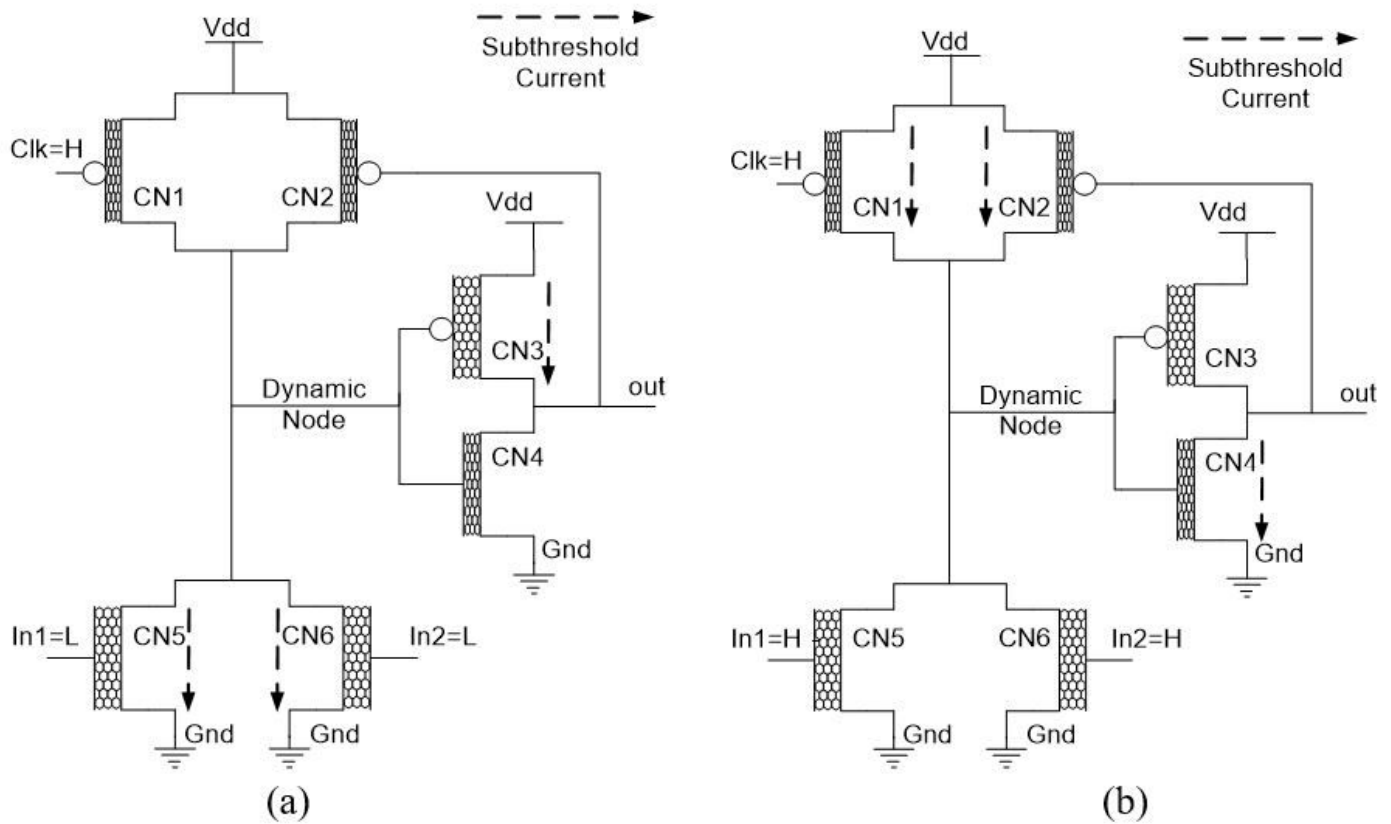 Vdd
Subthreshold
Current
Clk=H
CN1
CN2
Vdd
CN3
Dynamic
Node
out
CN4
Gnd
In1=L
CN5
CN6
In2=L
Gnd
Gnd
(a)
Vdd
Subthreshold
Current
Clk=H
CN1
CN2
Vdd
CN3
Dynamic
Node
out
CN4
Gnd
In1=H
CN5
CN6
In2=H
Gnd
Gnd
(b)